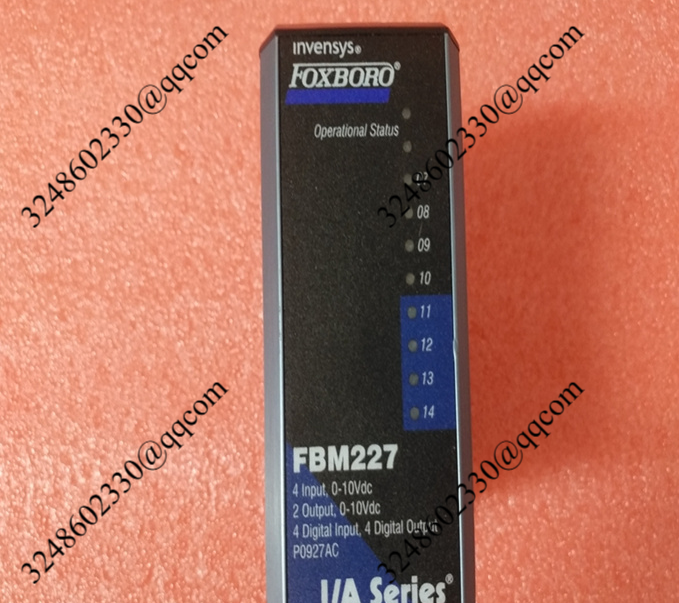 invensys®
FOXBORO®
Operational Status
07
08
09
10
11
12
13
14
FBM227
4 Input, 0-10Vdc
2 Output, 0-10Vdc
4 Digital Input, 4 Digital Output
P0927AC
I/A Series®
3248602330@qqcom
3248602330@qqcom
3248602330@qqcom
3248602330@qqcom